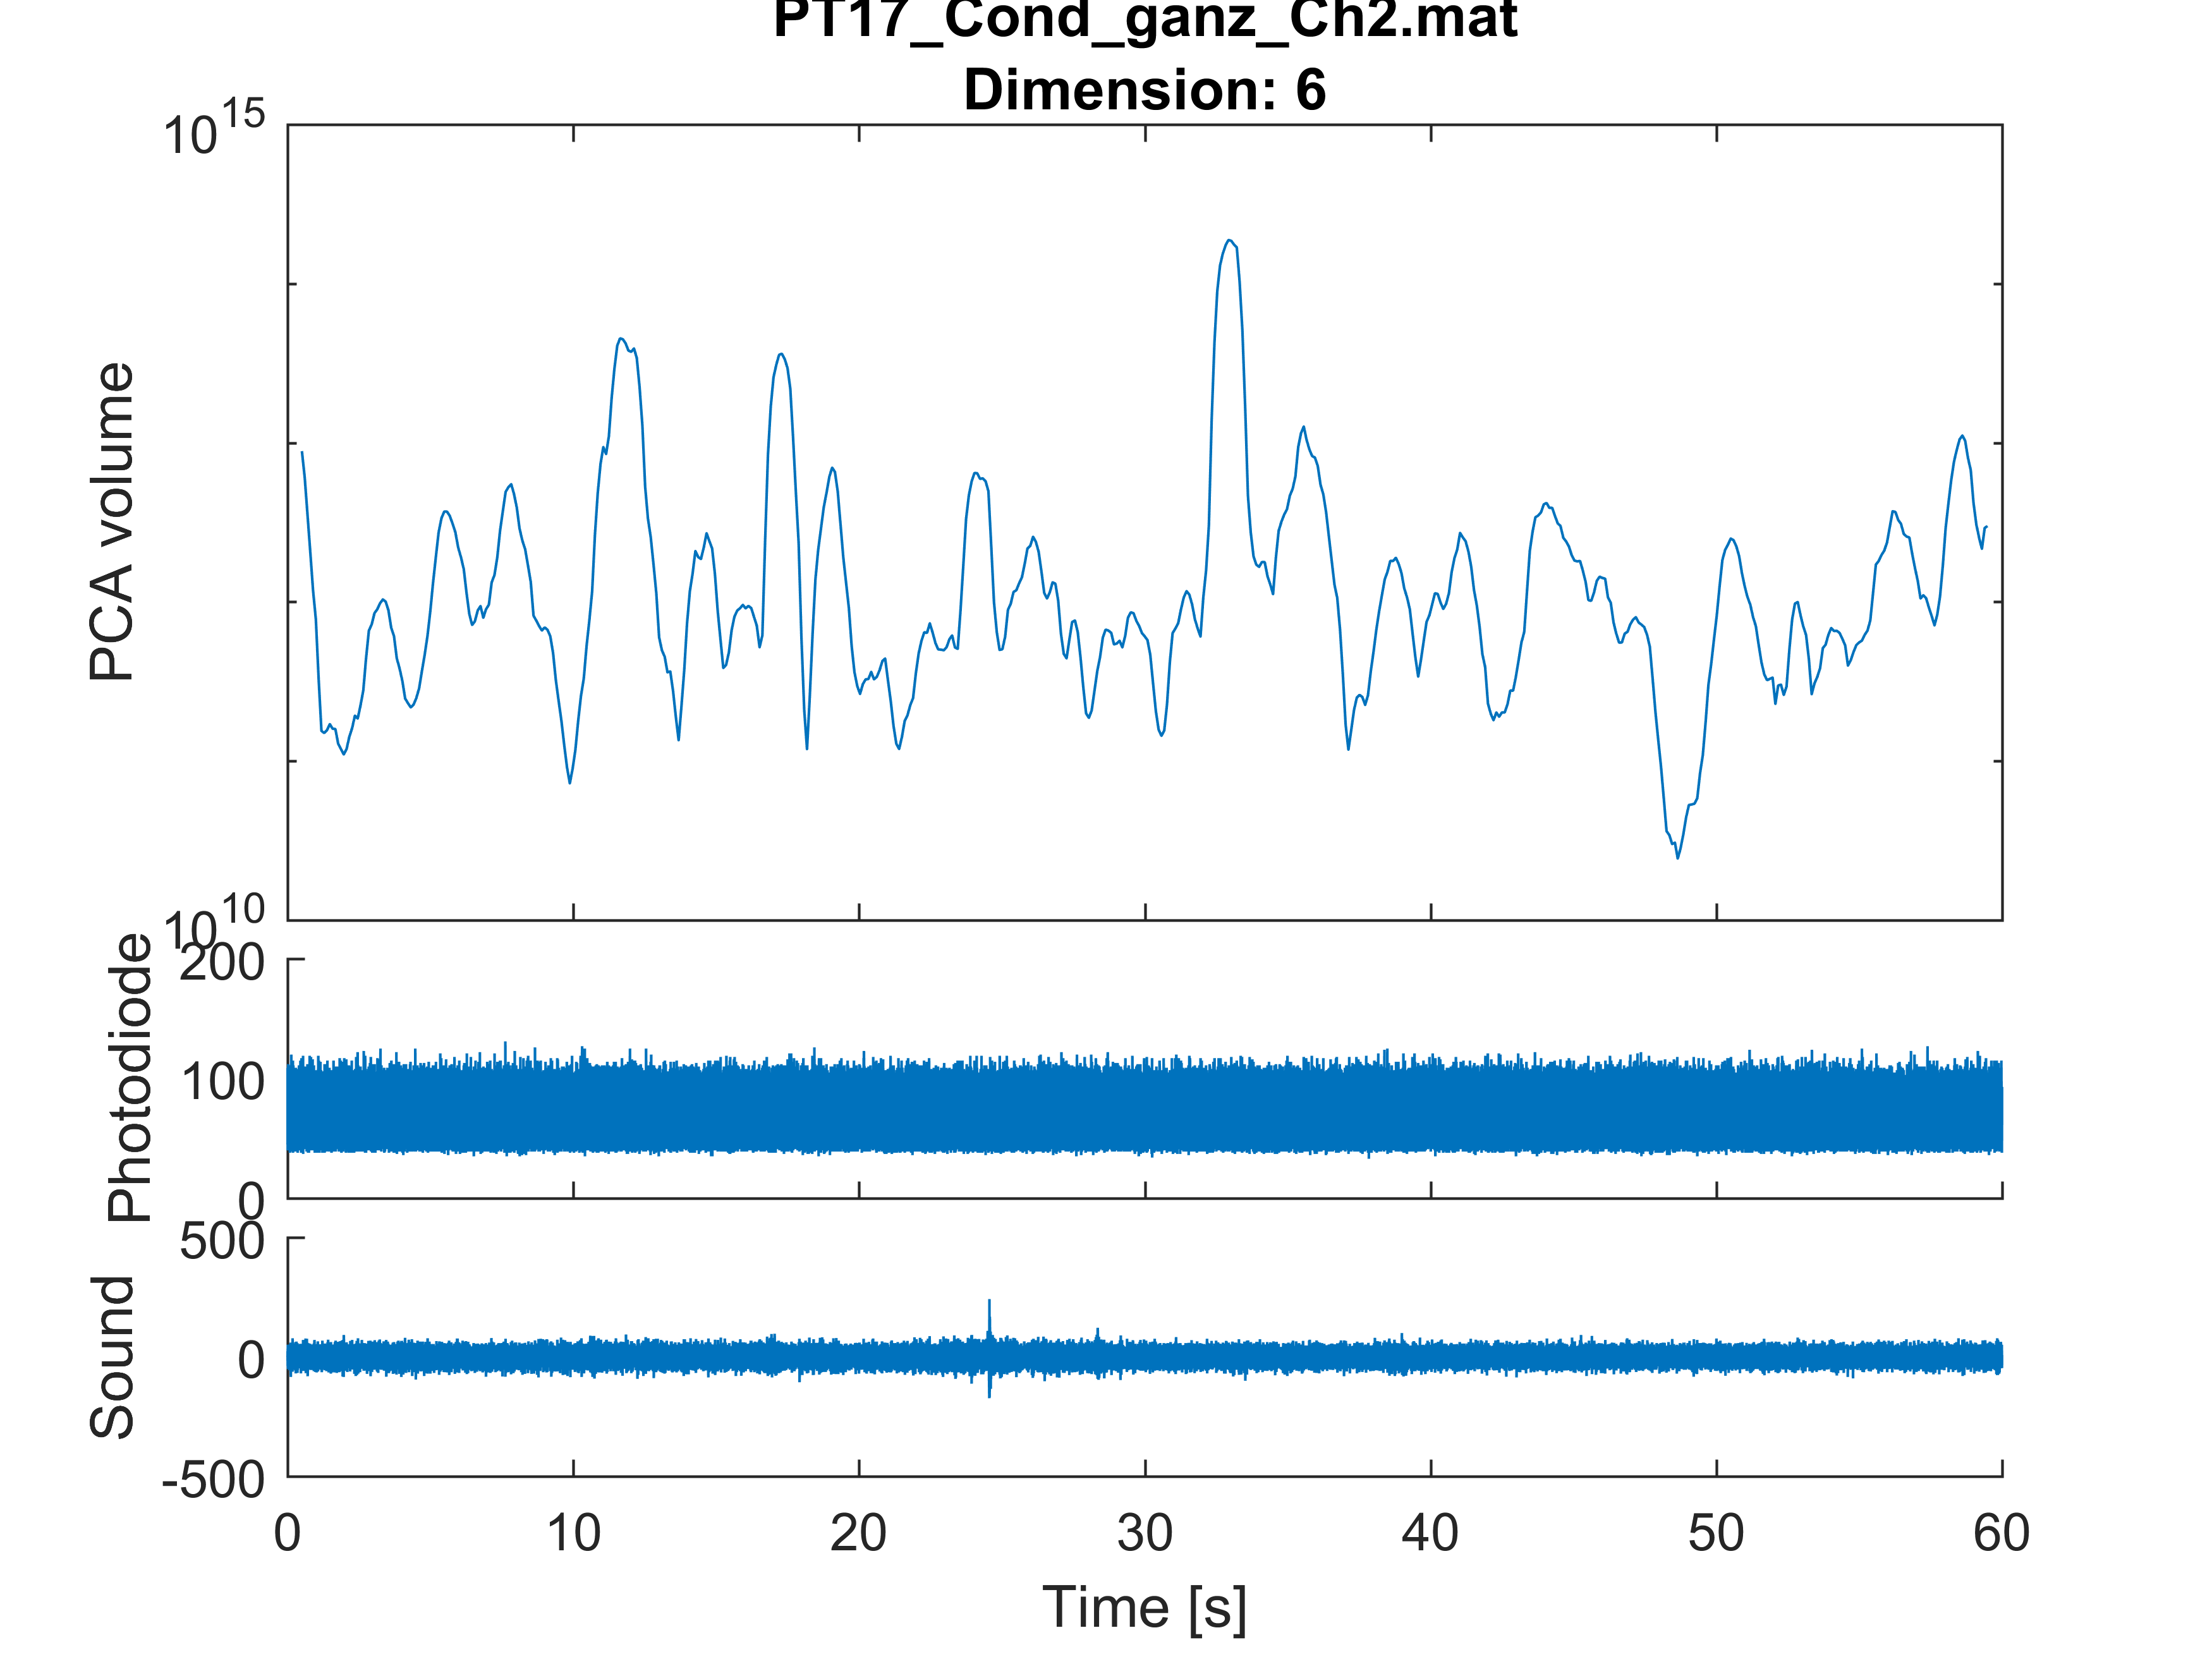 PT17_Cond_ganz_Ch2.mat
Dimension: 6
10^15
PCA volume
10^10
200
Photodiode
100
0
500
Sound
0
-500
0 10 20 30 40 50 60
Time [s]